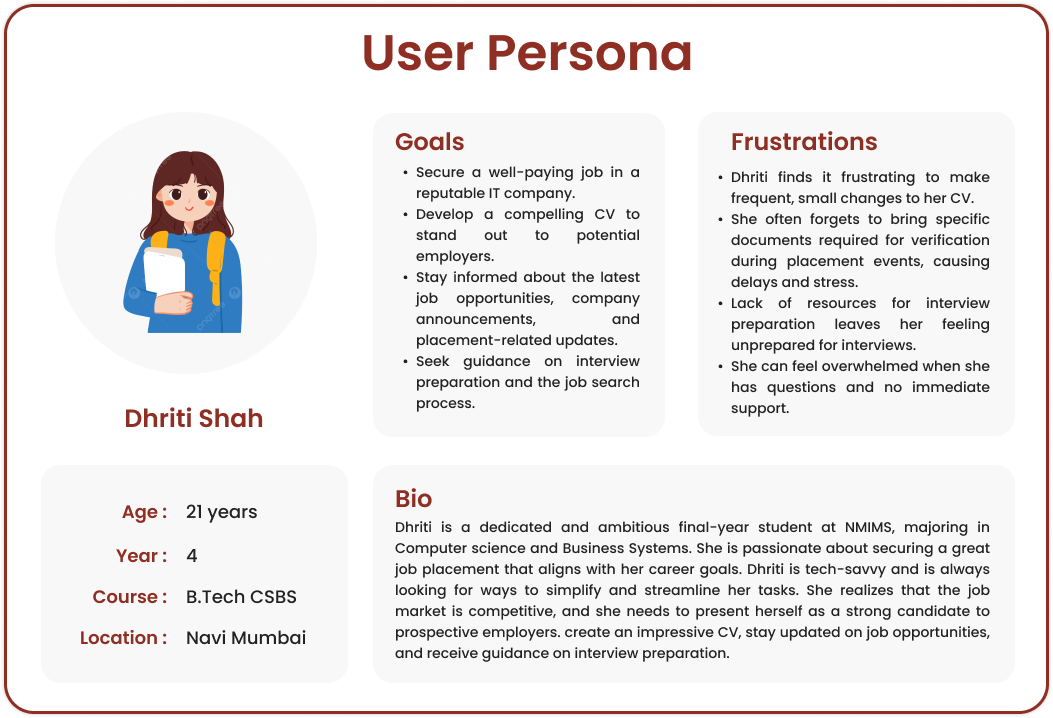 User Persona
Dhriti Shah
Age : 21 years
Year : 4
Course : B.Tech CSBS
Location : Navi Mumbai
Goals
• Secure a well-paying job in a
reputable IT company.
• Develop a compelling CV to
stand out to potential
employers.
• Stay informed about the latest
job opportunities, company
announcements, and
placement-related updates.
• Seek guidance on interview
preparation and the job search
process.
Frustrations
• Dhriti finds it frustrating to make
frequent, small changes to her CV.
• She often forgets to bring specific
documents required for verification
during placement events, causing
delays and stress.
• Lack of resources for interview
preparation leaves her feeling
unprepared for interviews.
• She can feel overwhelmed when she
has questions and no immediate
support.
Bio
Dhriti is a dedicated and ambitious final-year student at NMIMS, majoring in
Computer science and Business Systems. She is passionate about securing a great
job placement that aligns with her career goals. Dhriti is tech-savvy and is always
looking for ways to simplify and streamline her tasks. She realizes that the job
market is competitive, and she needs to present herself as a strong candidate to
prospective employers. create an impressive CV, stay updated on job opportunities,
and receive guidance on interview preparation.